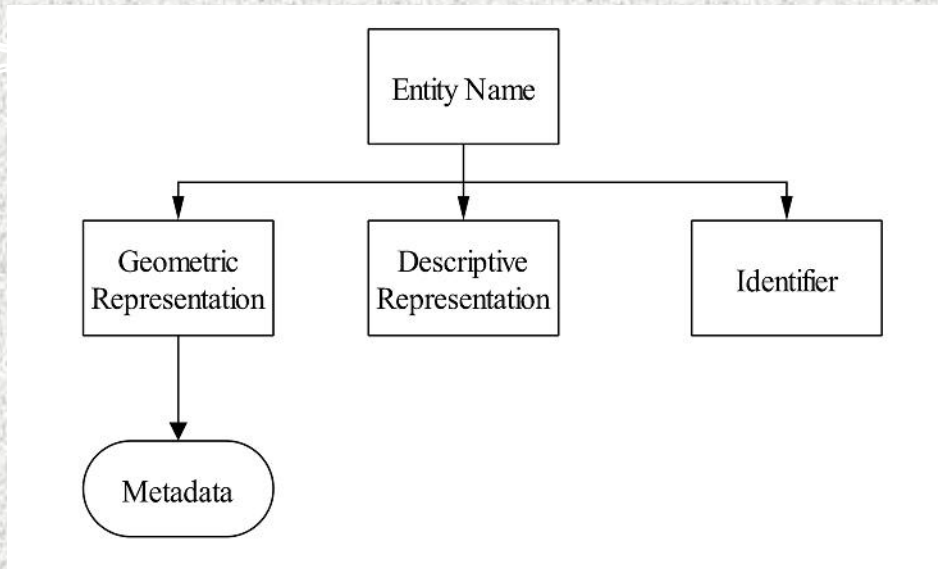 Entity Name
Geometric
Representation
Descriptive
Representation
Identifier
Metadata